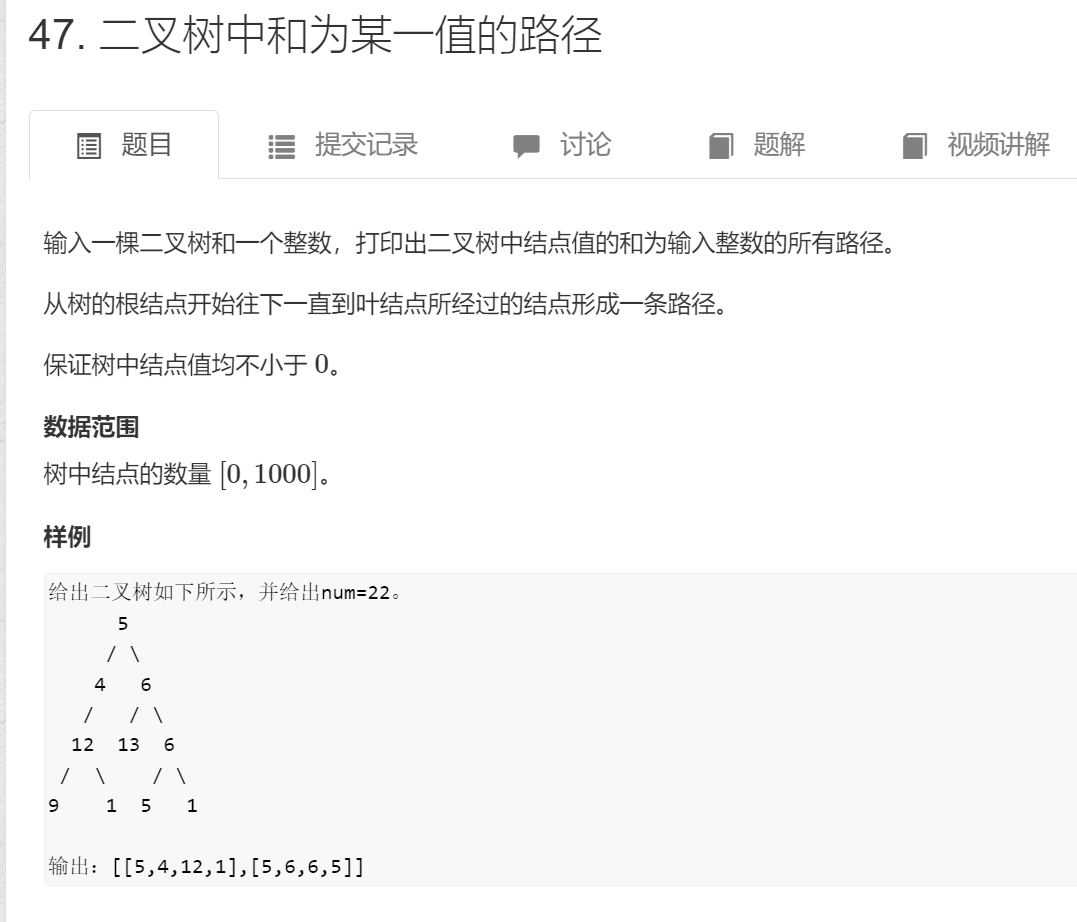 47. 二叉树中和为某一值的路径
题目 提交记录 讨论 题解 视频讲解
输入一棵二叉树和一个整数，打印出二叉树中结点值的和为输入整数的所有路径。
从树的根结点开始往下一直到叶结点所经过的结点形成一条路径。
保证树中结点值均不小于 0。
数据范围
树中结点的数量 [0, 1000]。
样例
给出二叉树如下所示，并给出num=22。
      5
     / \
    4   6
   /   / \
  12  13  6
 /  \    / \
9    1  5   1
输出：[[5,4,12,1],[5,6,6,5]]